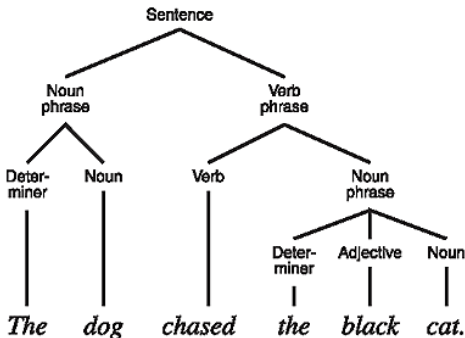 Sentence
Noun
phrase
Verb
phrase
Deter-
miner
Noun
Verb
Noun
phrase
Deter-
miner
Adjective
Noun
The dog chased the black cat.